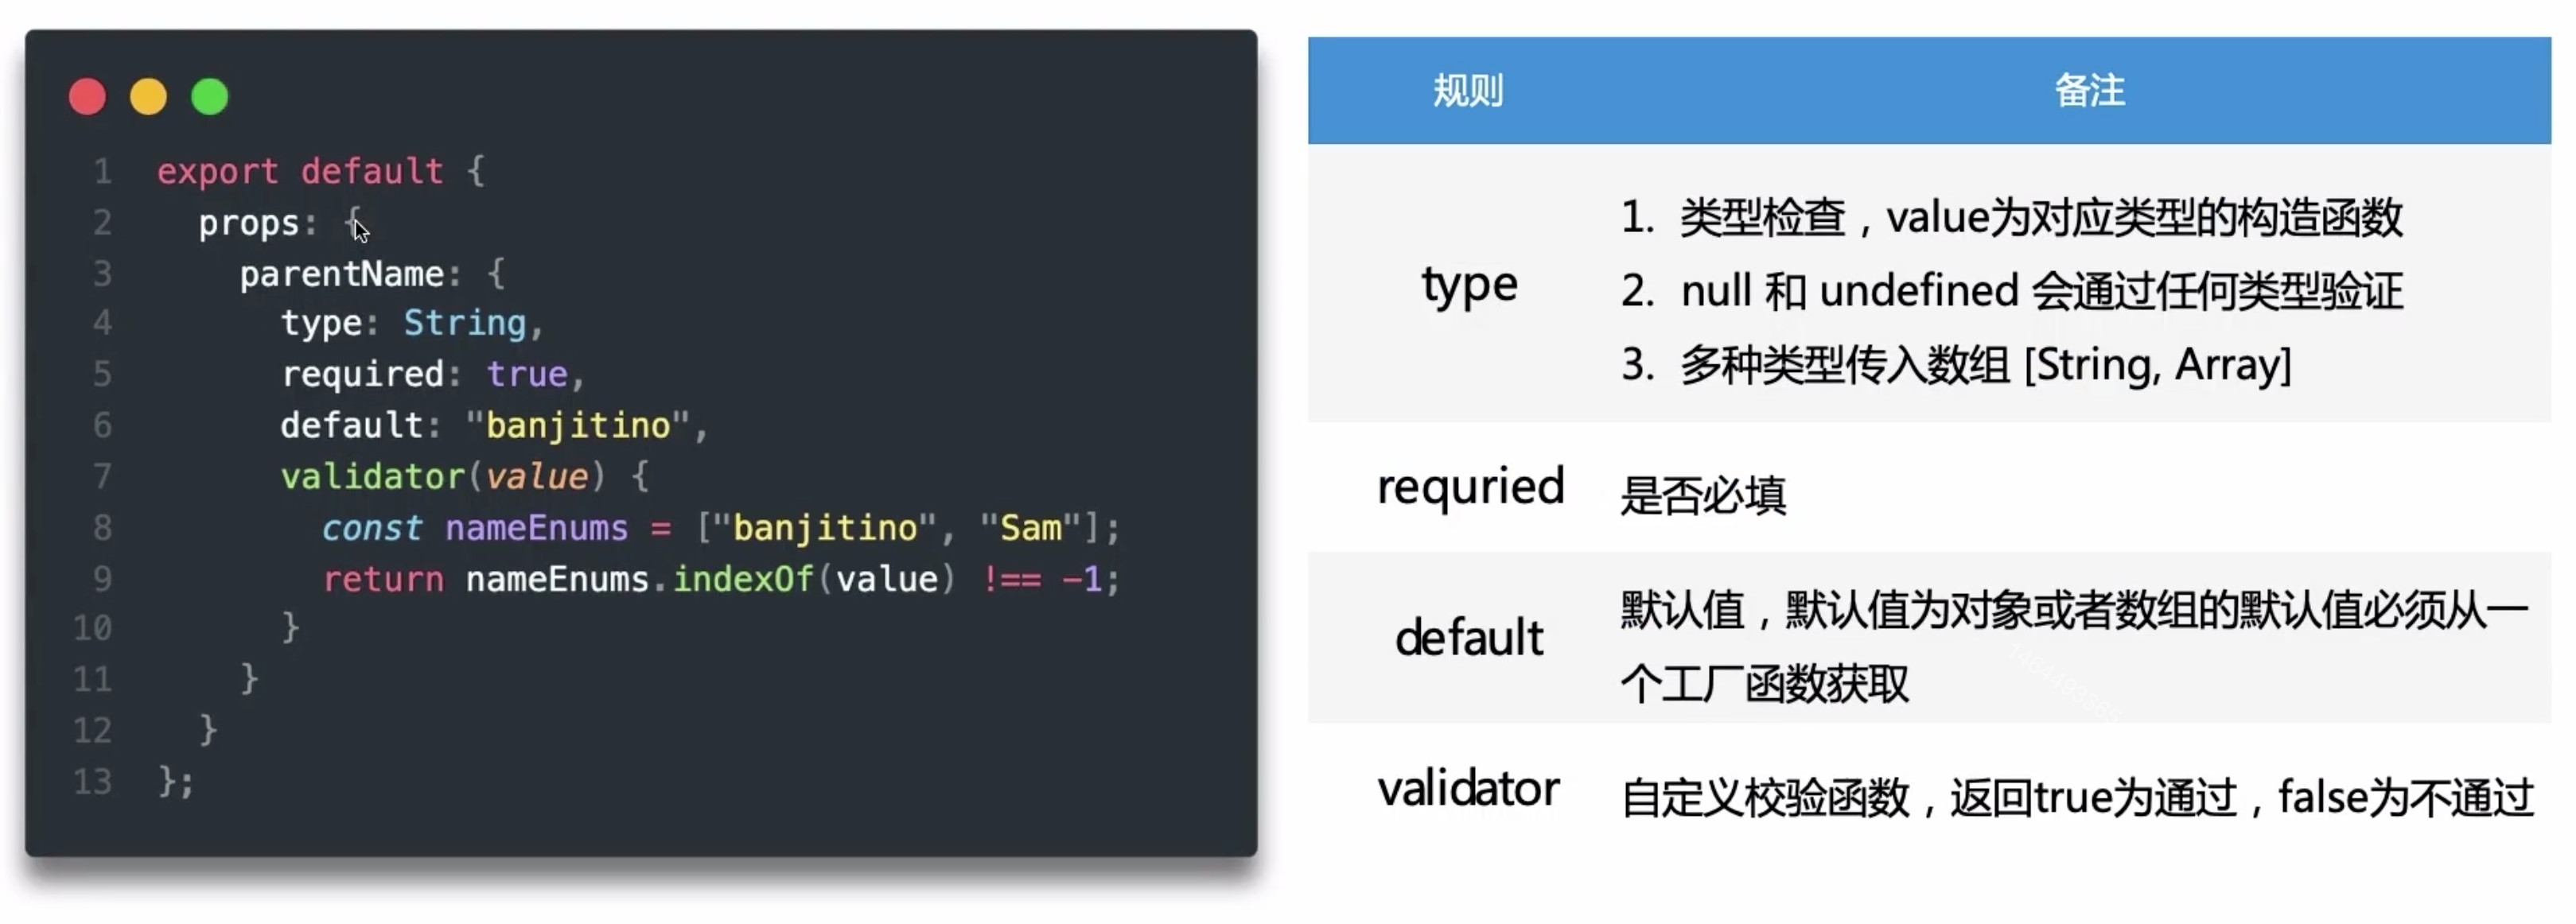 1 export default {
2 props: {
3 parentName: {
4 type: String,
5 required: true,
6 default: "banjitino",
7 validator(value) {
8 const nameEnums = ["banjitino", "Sam"];
9 return nameEnums.indexOf(value) !== -1;
10 }
11 }
12 }
13 };
规则 备注
type
1. 类型检查，value为对应类型的构造函数
2. null 和 undefined 会通过任何类型验证
3. 多种类型传入数组 [String, Array]
requried 是否必填
default
默认值，默认值为对象或者数组的默认值必须从一
个工厂函数获取
validator 自定义校验函数，返回true为通过，false为不通过